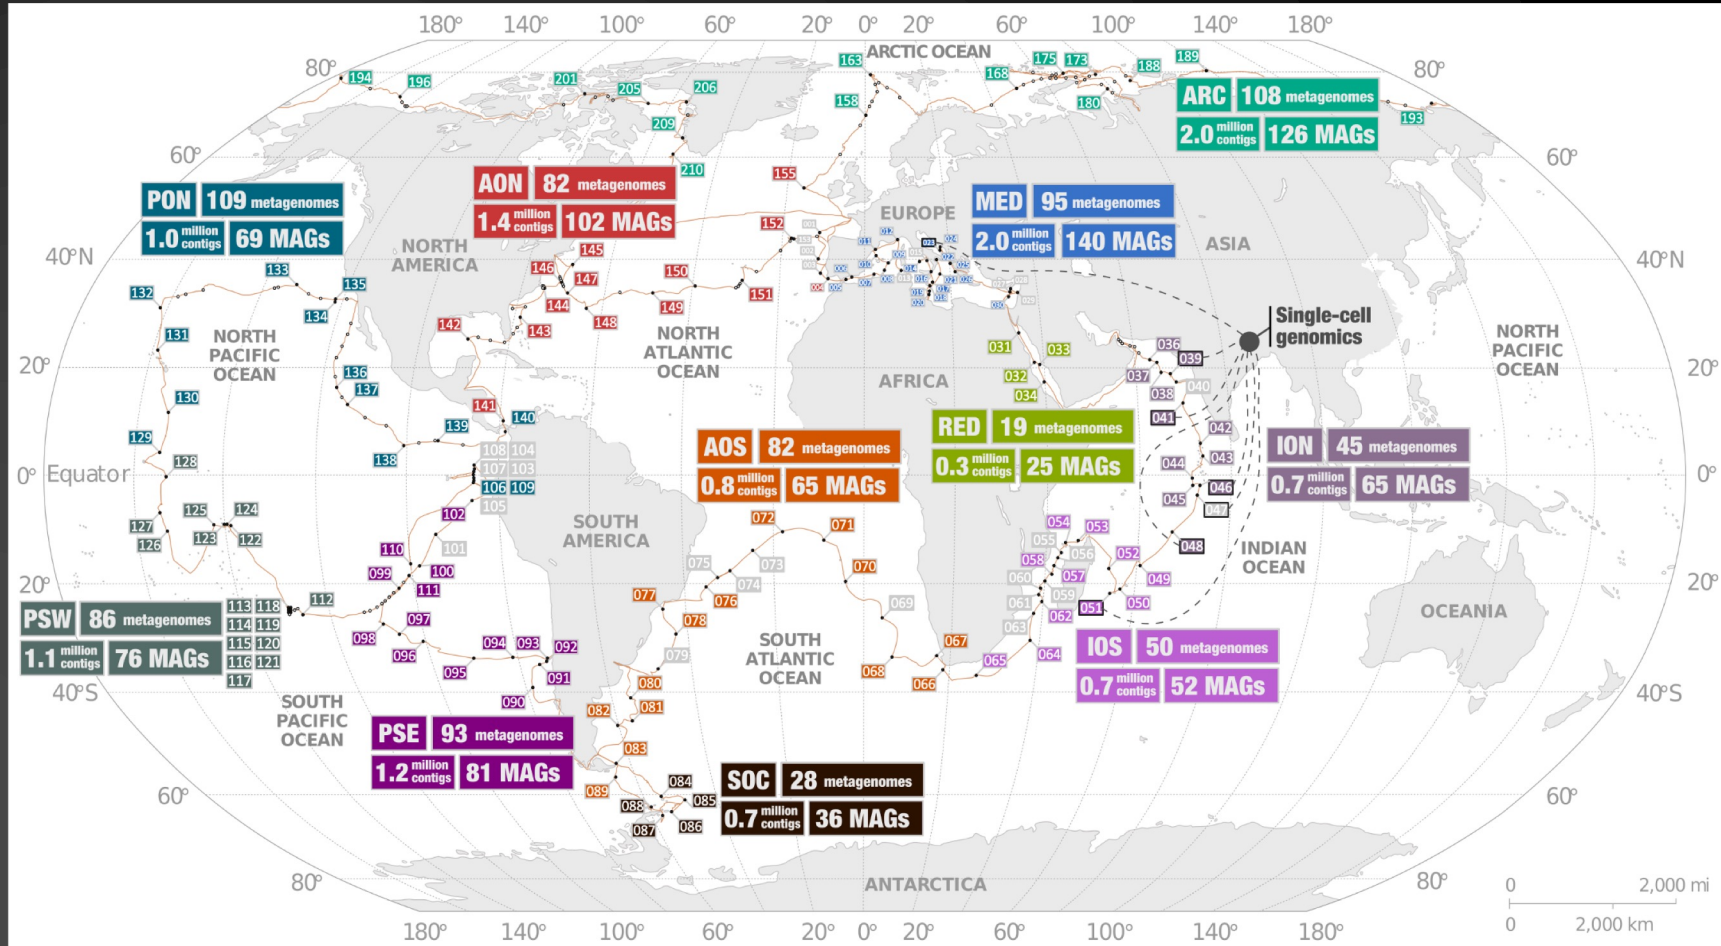 180° 140° 100° 60° 20° 0° 20° 60° 100° 140° 180°
ARCTIC OCEAN
80° 80°
194 196 201 205 206 209 210
163 158 168 175 173 180 188 189 193
ARC 108 metagenomes
2.0 million contigs 126 MAGs
60° 60°
PON 109 metagenomes
1.0 million contigs 69 MAGs
AON 82 metagenomes
1.4 million contigs 102 MAGs
155
152
MED 95 metagenomes
2.0 million contigs 140 MAGs
EUROPE
ASIA
NORTH
AMERICA
40°N 40°N
145
146 147
144
143
142
148
149
150
151
141
004
011 012 023 024
010 009
007 008 014
030
132 133 135
134
131
130
129
128
136
137
138
139
140
NORTH
PACIFIC
OCEAN
NORTH
ATLANTIC
OCEAN
Single-cell
genomics
NORTH
PACIFIC
OCEAN
20° 20°
AFRICA
031 033
032
034
036
039
037
038 040
041
042
044 043
046
045
047
048
RED 19 metagenomes
0.3 million contigs 25 MAGs
AOS 82 metagenomes
0.8 million contigs 65 MAGs
ION 45 metagenomes
0.7 million contigs 65 MAGs
0° Equator 0°
108 104
107 103
106 109
105
102
101
110
099 100
111
125 124
127
126 123 122
112
113 118
114 119
115 120
116 121
117
SOUTH
AMERICA
072 071
070
075 073
074
077 076
078
069
079
067
068
066
065
064
054 053
055
056
058 052
057
060 049
059
061 051 050
062
063
INDIAN
OCEAN
20° 20°
OCEANIA
PSW 86 metagenomes
1.1 million contigs 76 MAGs
098 097
096
095
094 093 092
091
090
SOUTH
ATLANTIC
OCEAN
IOS 50 metagenomes
0.7 million contigs 52 MAGs
40°S 40°S
SOUTH
PACIFIC
OCEAN
080
082 081
083
089
PSE 93 metagenomes
1.2 million contigs 81 MAGs
SOC 28 metagenomes
0.7 million contigs 36 MAGs
084
088 085
087 086
60° 60°
80° 80°
ANTARCTICA
0 2,000 mi
0 2,000 km
180° 140° 100° 60° 20° 0° 20° 60° 100° 140° 180°